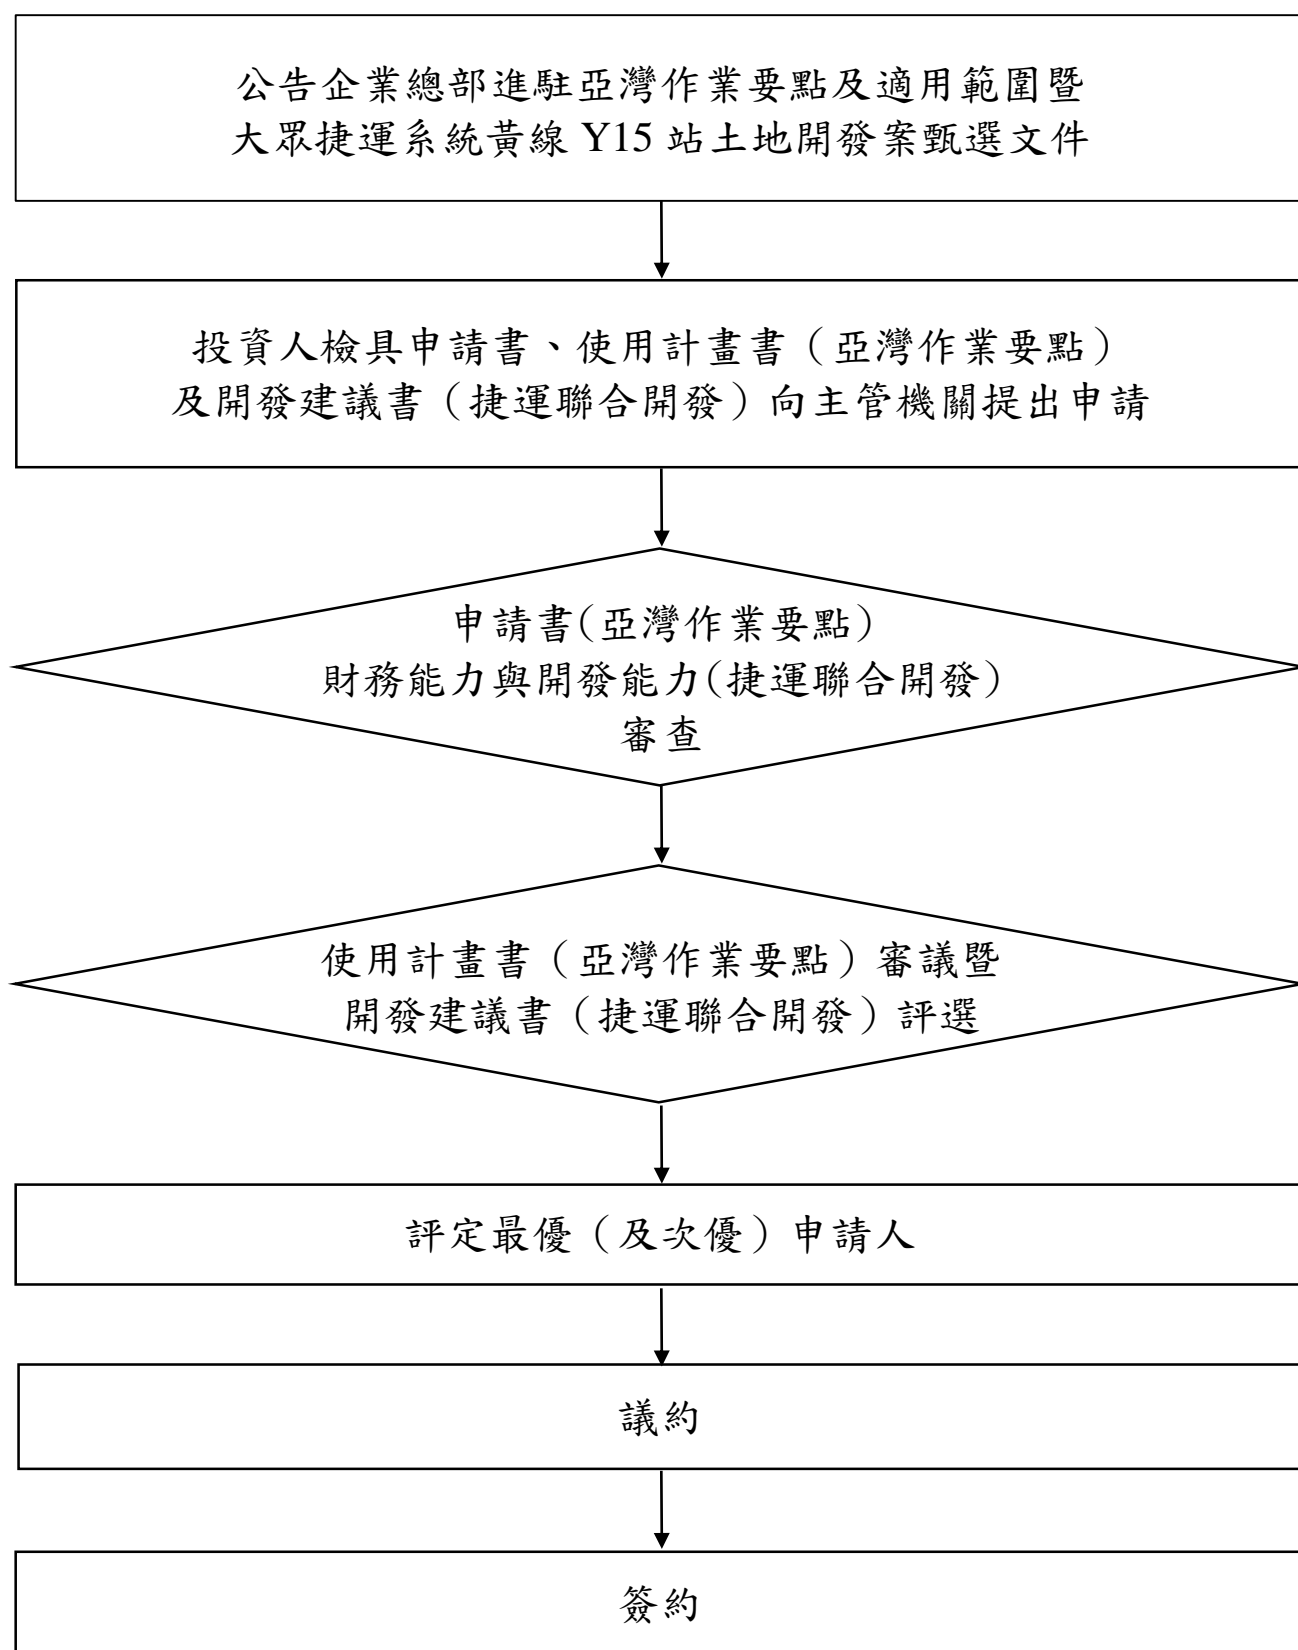 公告企業總部進駐亞灣作業要點及適用範圍暨
大眾捷運系統黃線 Y15 站土地開發案甄選文件
投資人檢具申請書、使用計畫書（亞灣作業要點）
及開發建議書（捷運聯合開發）向主管機關提出申請
申請書(亞灣作業要點)
財務能力與開發能力(捷運聯合開發)
審查
使用計畫書（亞灣作業要點）審議暨
開發建議書（捷運聯合開發）評選
評定最優（及次優）申請人
議約
簽約